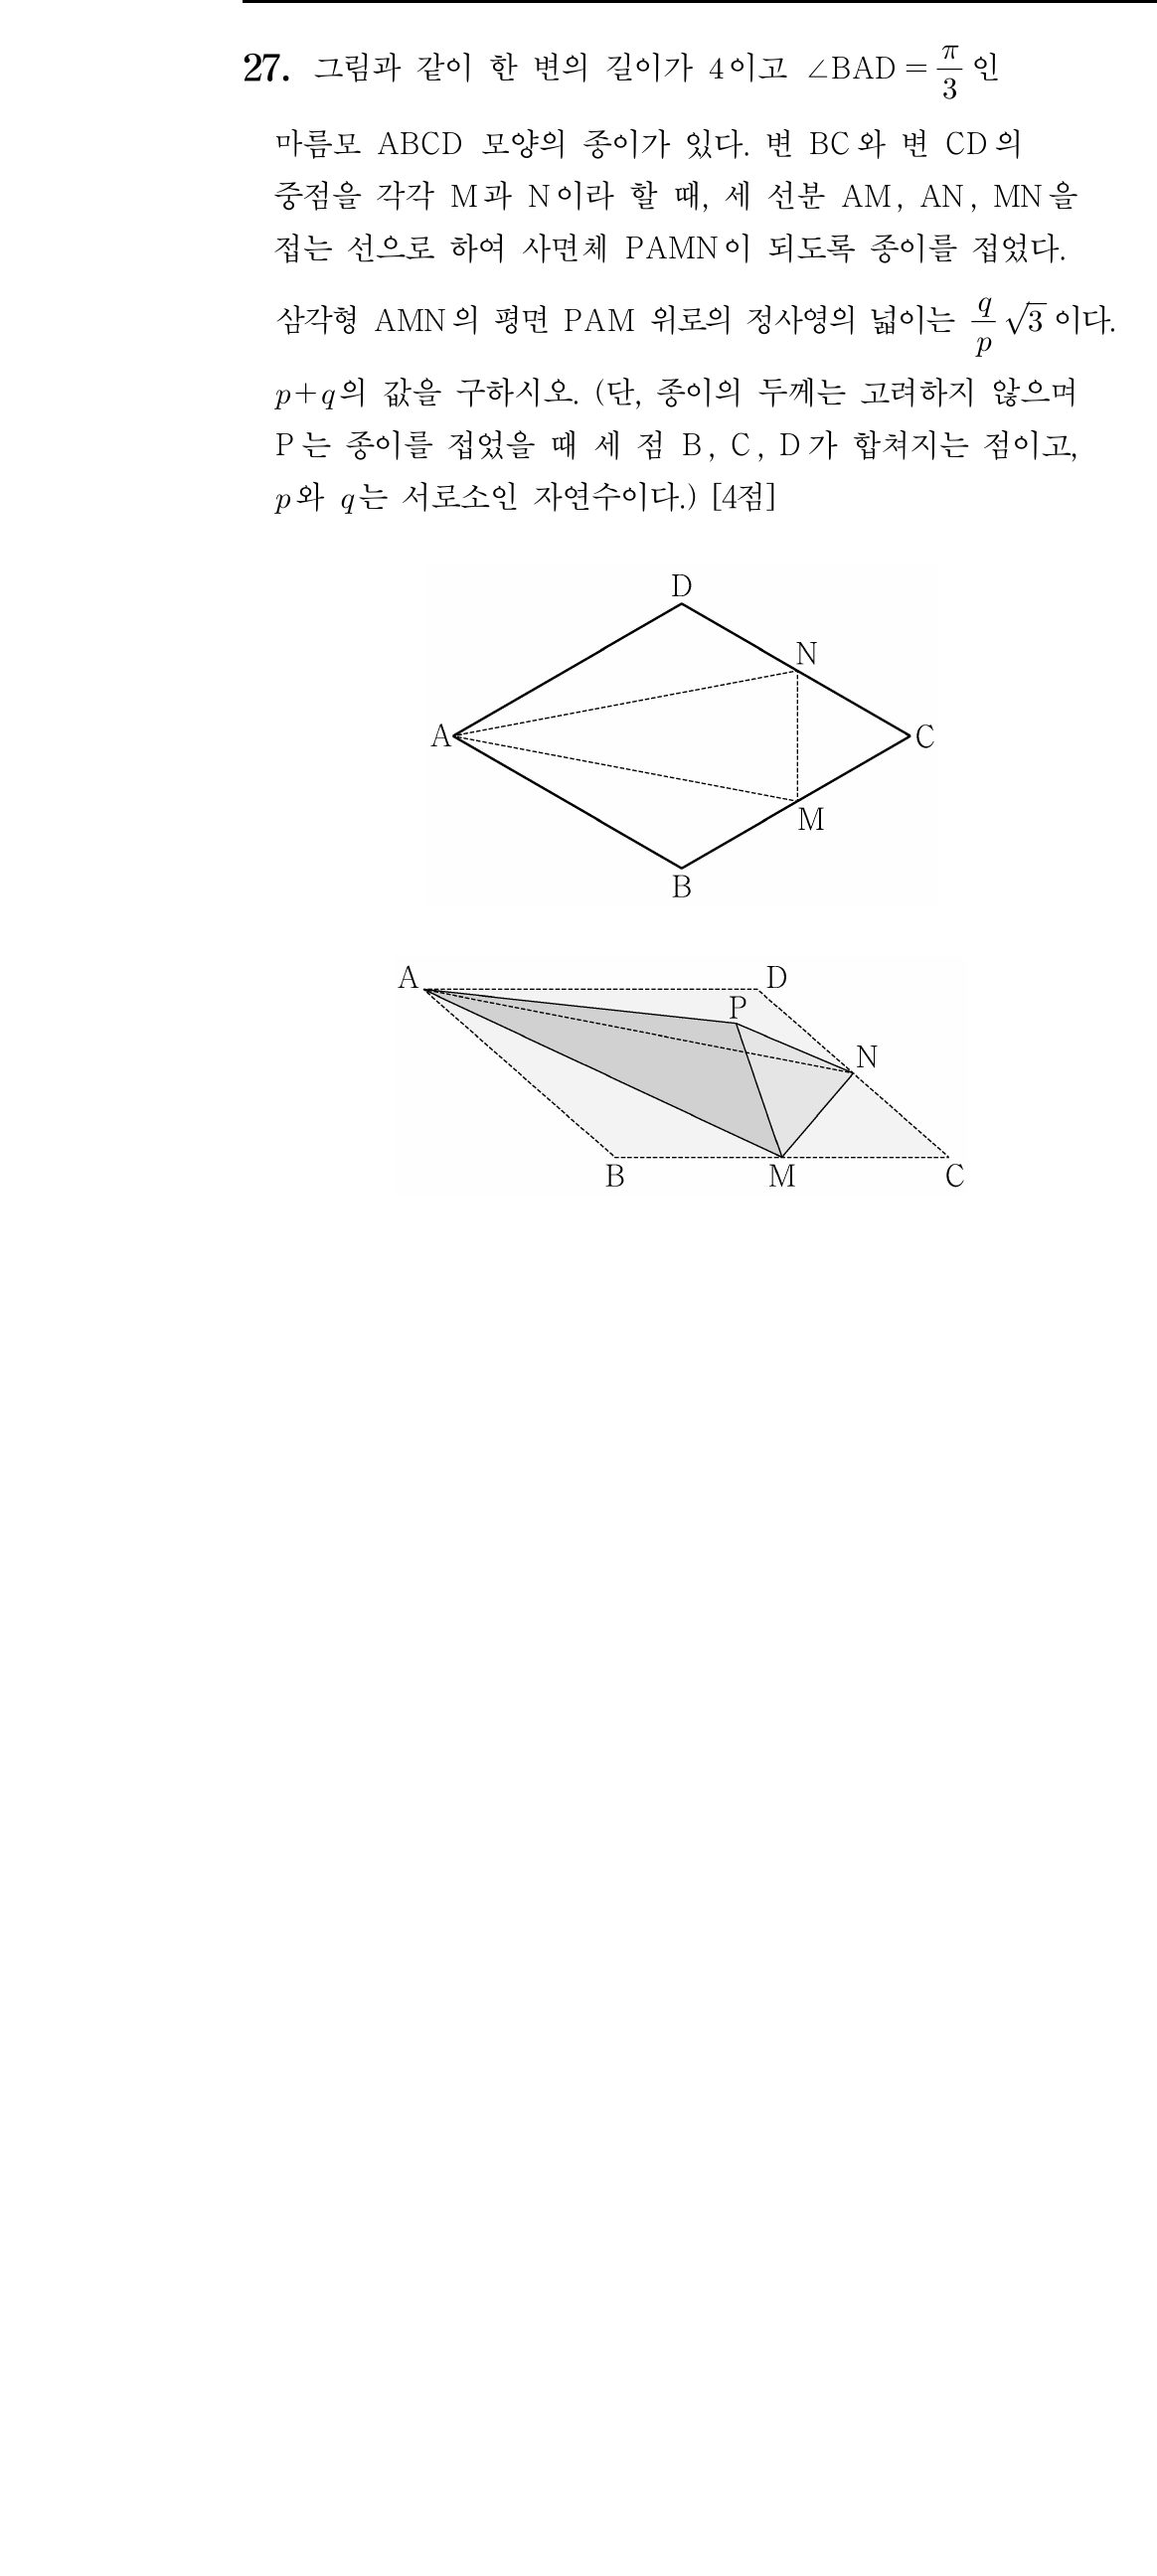 27. 그림과 같이 한 변의 길이가 4이고 ∠BAD = π/3 인
마름모 ABCD 모양의 종이가 있다. 변 BC와 변 CD의
중점을 각각 M과 N이라 할 때, 세 선분 AM, AN, MN을
접는 선으로 하여 사면체 PAMN이 되도록 종이를 접었다.
삼각형 AMN의 평면 PAM 위로의 정사영의 넓이는 q/p √3 이다.
p+q의 값을 구하시오. (단, 종이의 두께는 고려하지 않으며
P는 종이를 접었을 때 세 점 B, C, D가 합쳐지는 점이고,
p와 q는 서로소인 자연수이다.) [4점]
D
N
A
C
M
B
A
D
P
N
B
M
C